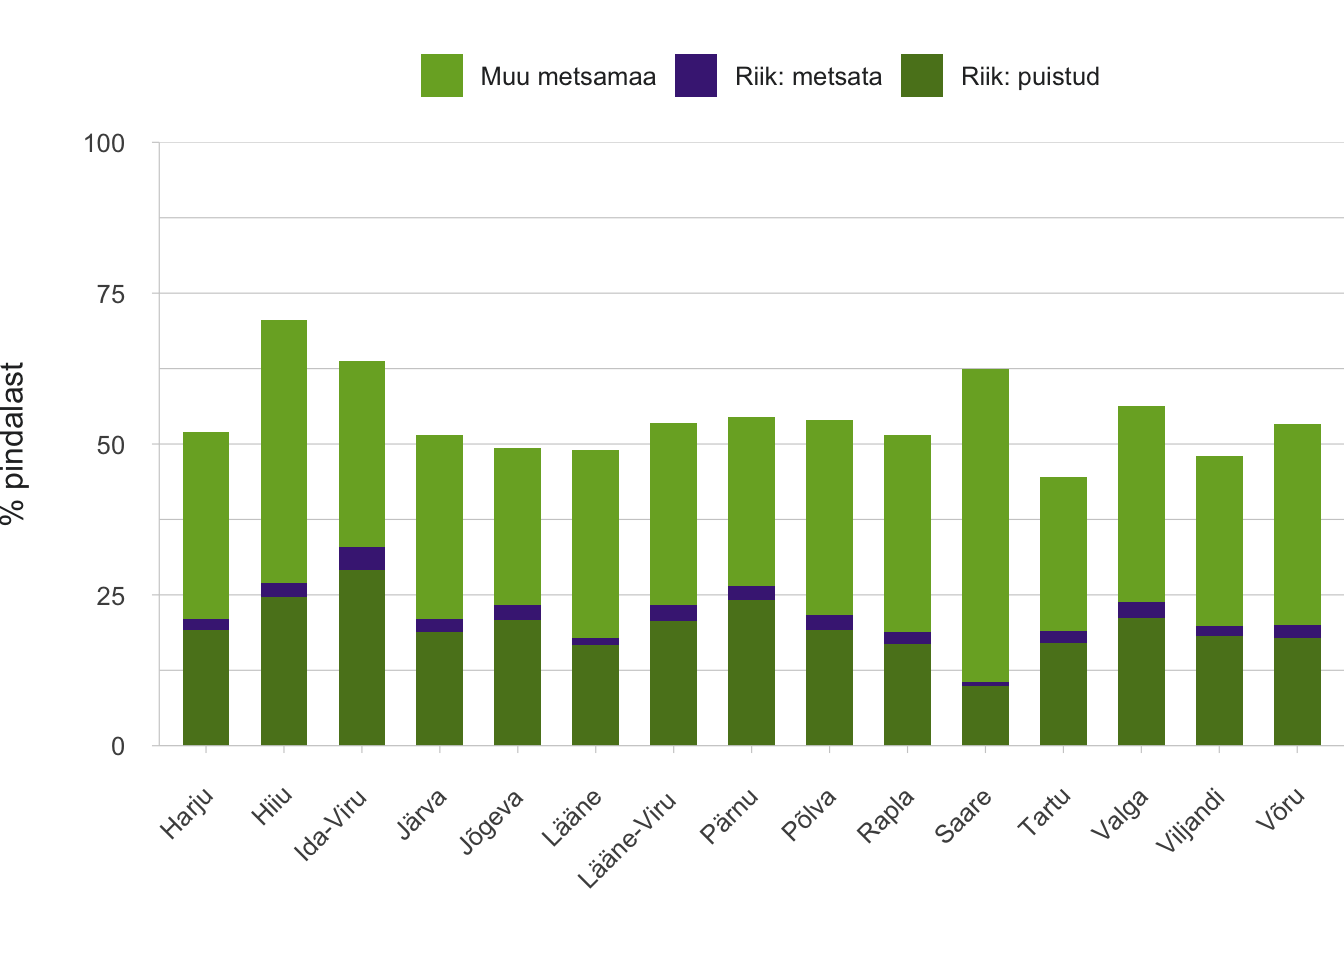 Muu metsamaa Riik: metsata Riik: puistud
% pindalast
100
75
50
25
0
Harju Hiiu Ida-Viru Järva Jõgeva Lääne Lääne-Viru Pärnu Põlva Rapla Saare Tartu Valga Viljandi Võru